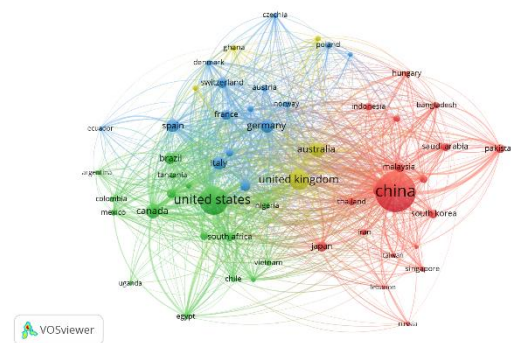 czechia
ghana
poland
denmark
hungary
switzerland
austria
norway
indonesia
bangladesh
france
ecuador
spain
germany
australia
saudi arabia
pakista
brazil
italy
malaysia
argentina
tanzania
united kingdom
china
colombia
united states
mexico
canada
nigeria
thailand
south korea
south africa
iran
japan
taiwan
vietnam
singapore
uganda
chile
lebanon
egypt
VOSviewer